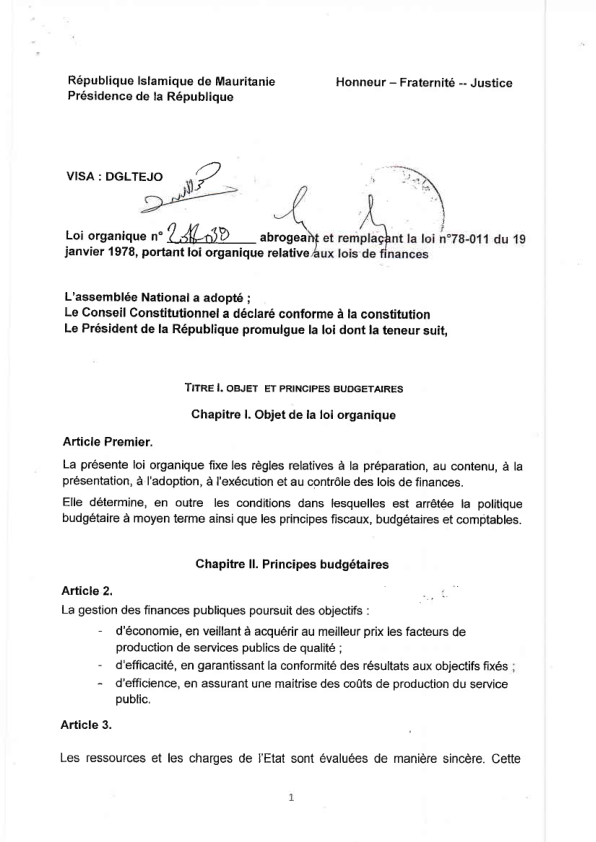 République Islamique de Mauritanie
Honneur – Fraternité -- Justice
Présidence de la République
VISA : DGLTEJO
Loi organique n° abrogeant et remplaçant la loi n°78-011 du 19
janvier 1978, portant loi organique relative aux lois de finances
L'assemblée National a adopté ;
Le Conseil Constitutionnel a déclaré conforme à la constitution
Le Président de la République promulgue la loi dont la teneur suit,
TITRE I. OBJET ET PRINCIPES BUDGETAIRES
Chapitre I. Objet de la loi organique
Article Premier.
La présente loi organique fixe les règles relatives à la préparation, au contenu, à la
présentation, à l'adoption, à l'exécution et au contrôle des lois de finances.
Elle détermine, en outre les conditions dans lesquelles est arrêtée la politique
budgétaire à moyen terme ainsi que les principes fiscaux, budgétaires et comptables.
Chapitre II. Principes budgétaires
Article 2.
La gestion des finances publiques poursuit des objectifs :
- d'économie, en veillant à acquérir au meilleur prix les facteurs de
production de services publics de qualité ;
- d'efficacité, en garantissant la conformité des résultats aux objectifs fixés ;
- d'efficience, en assurant une maitrise des coûts de production du service
public.
Article 3.
Les ressources et les charges de l'Etat sont évaluées de manière sincère. Cette
1